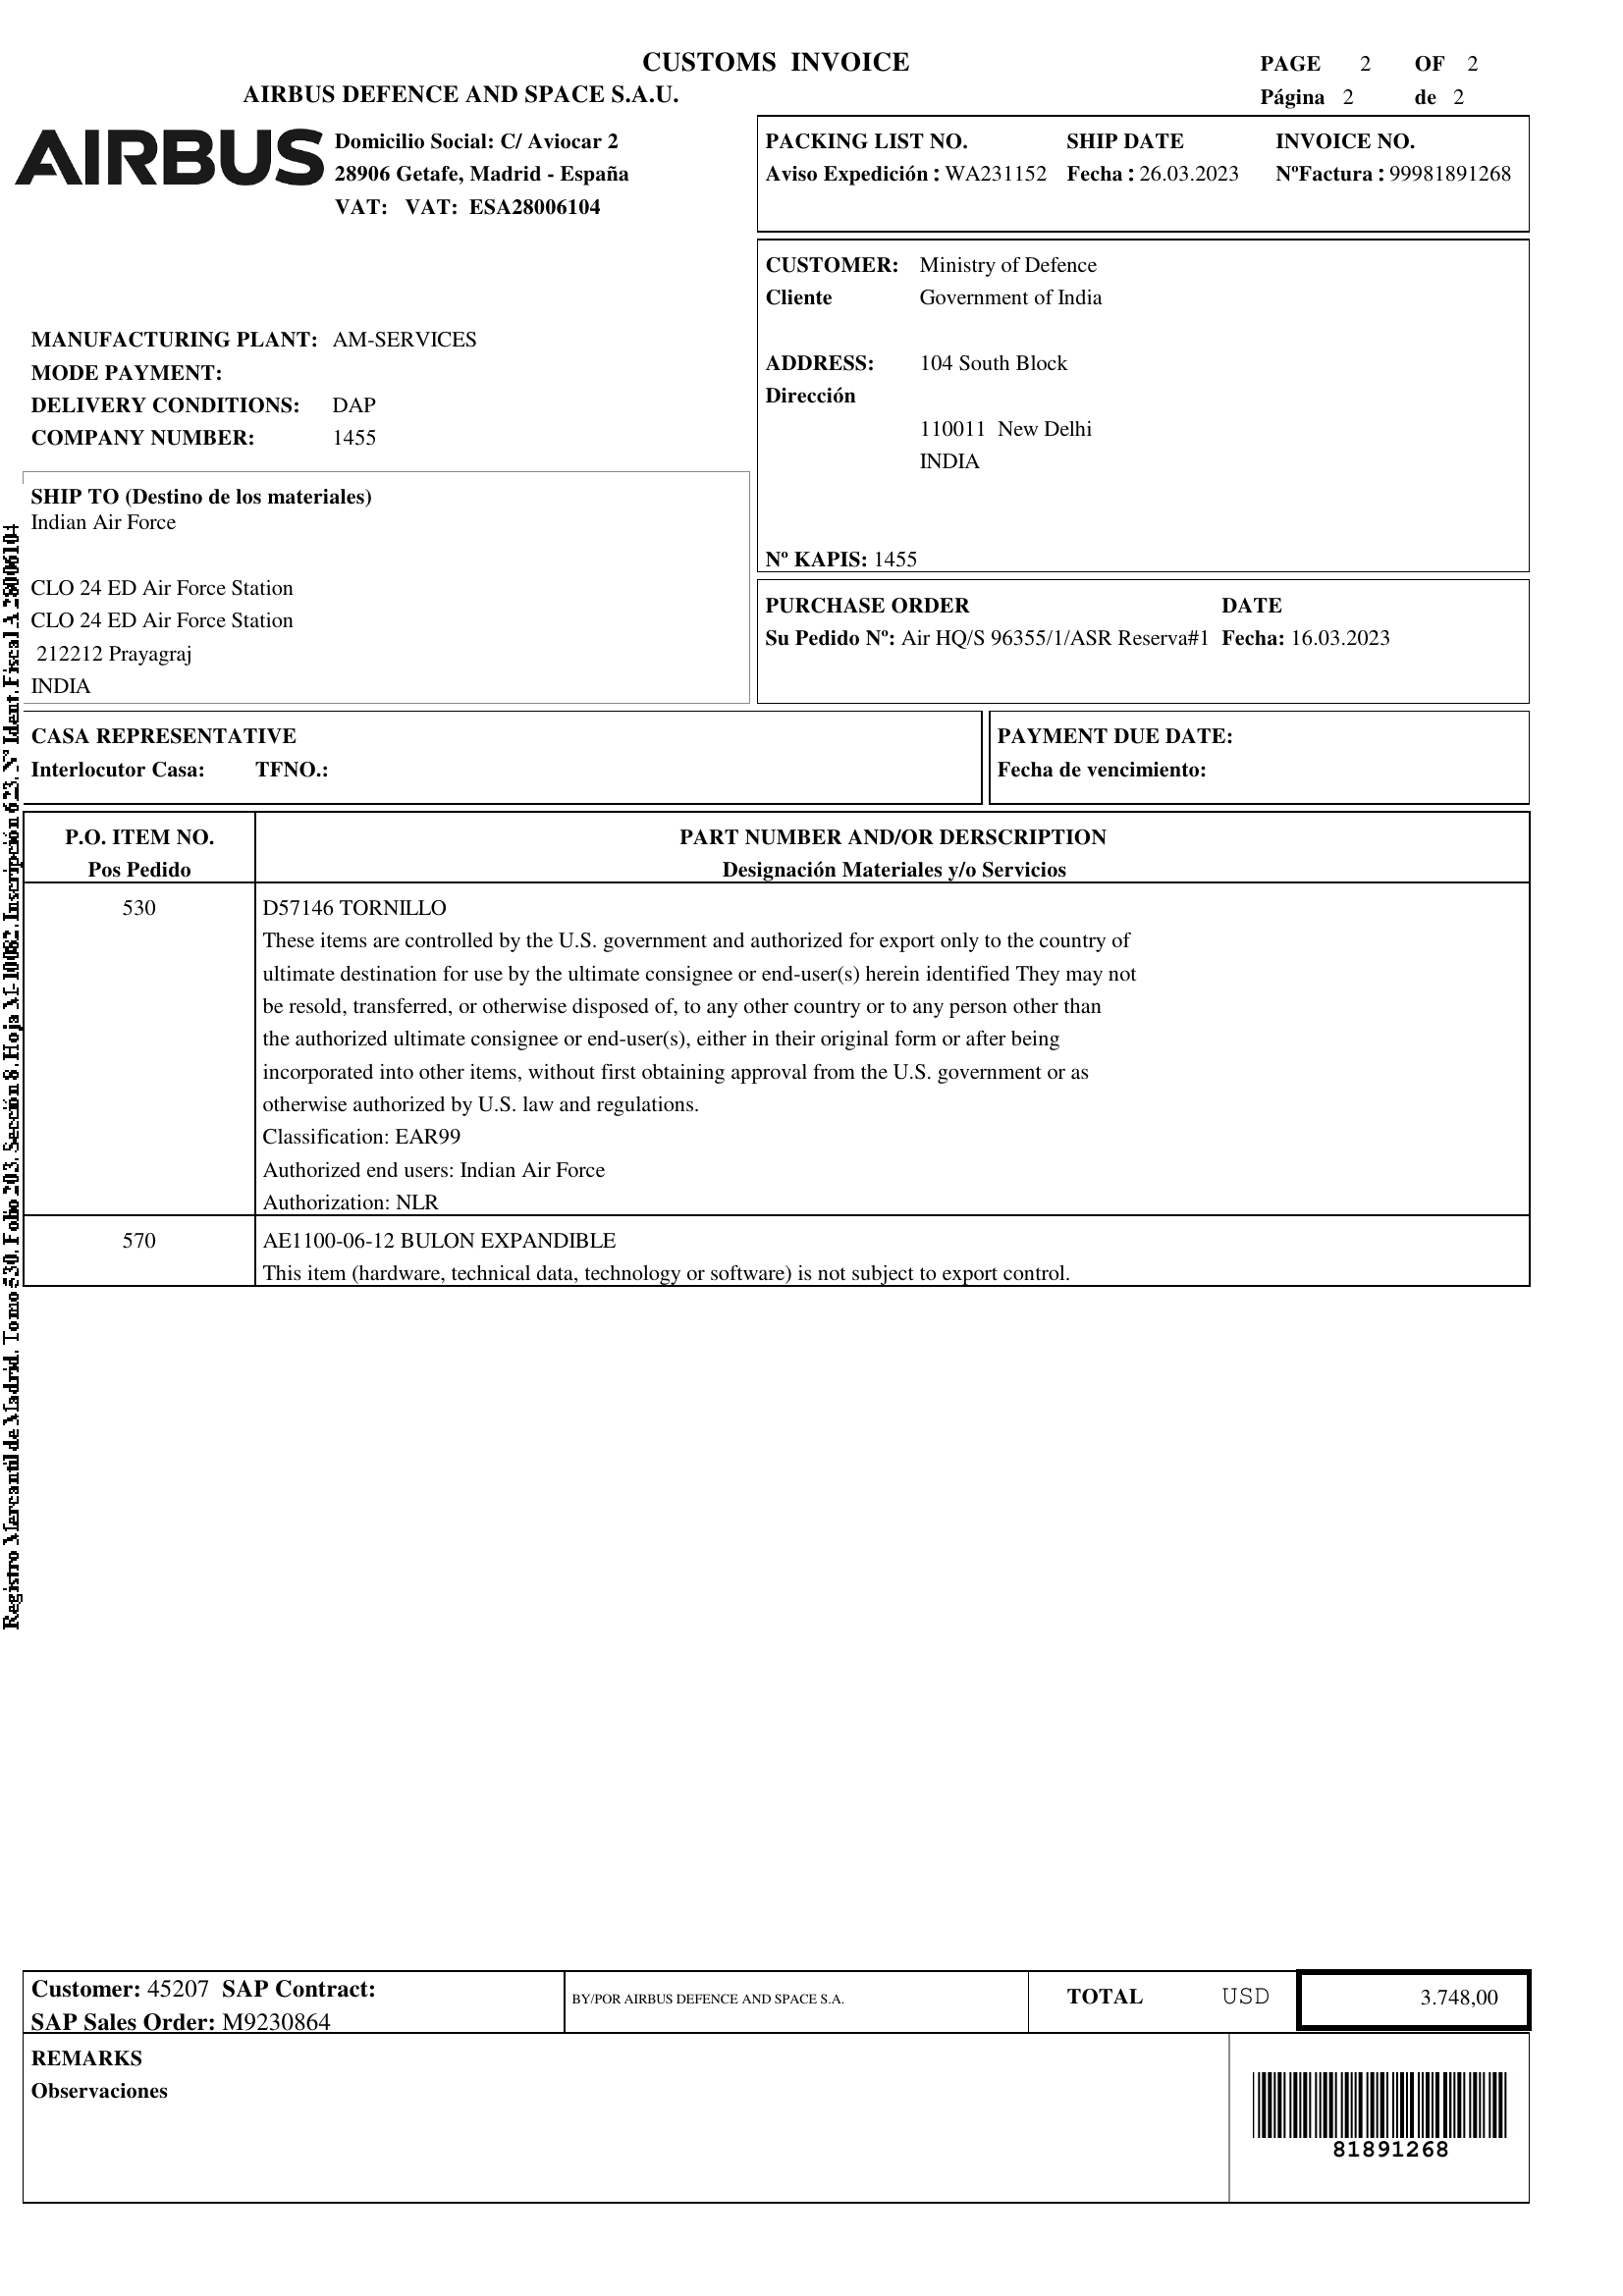 CUSTOMS INVOICE
PAGE 2 OF 2
AIRBUS DEFENCE AND SPACE S.A.U.
Página 2 de 2
AIRBUS
Domicilio Social: C/ Aviocar 2
28906 Getafe, Madrid - España
VAT: VAT: ESA28006104
PACKING LIST NO. SHIP DATE INVOICE NO.
Aviso Expedición : WA231152 Fecha : 26.03.2023 NºFactura : 99981891268
CUSTOMER: Ministry of Defence
Cliente Government of India
ADDRESS: 104 South Block
Dirección
110011 New Delhi
INDIA
Nº KAPIS: 1455
MANUFACTURING PLANT: AM-SERVICES
MODE PAYMENT:
DELIVERY CONDITIONS: DAP
COMPANY NUMBER: 1455
SHIP TO (Destino de los materiales)
Indian Air Force
CLO 24 ED Air Force Station
CLO 24 ED Air Force Station
212212 Prayagraj
INDIA
PURCHASE ORDER DATE
Su Pedido Nº: Air HQ/S 96355/1/ASR Reserva#1 Fecha: 16.03.2023
CASA REPRESENTATIVE
Interlocutor Casa: TFNO.:
PAYMENT DUE DATE:
Fecha de vencimiento:
P.O. ITEM NO. PART NUMBER AND/OR DERSCRIPTION
Pos Pedido Designación Materiales y/o Servicios
530 D57146 TORNILLO
These items are controlled by the U.S. government and authorized for export only to the country of
ultimate destination for use by the ultimate consignee or end-user(s) herein identified They may not
be resold, transferred, or otherwise disposed of, to any other country or to any person other than
the authorized ultimate consignee or end-user(s), either in their original form or after being
incorporated into other items, without first obtaining approval from the U.S. government or as
otherwise authorized by U.S. law and regulations.
Classification: EAR99
Authorized end users: Indian Air Force
Authorization: NLR
570 AE1100-06-12 BULON EXPANDIBLE
This item (hardware, technical data, technology or software) is not subject to export control.
Registro Mercantil de Madrid, Tomo 530, Folio 203, Sección 8, Hoja M-10082, Inscripción 623, Nº Ident. Fiscal A 28006104
Customer: 45207 SAP Contract:
SAP Sales Order: M9230864
BY/POR AIRBUS DEFENCE AND SPACE S.A.
TOTAL USD 3.748,00
REMARKS
Observaciones
81891268